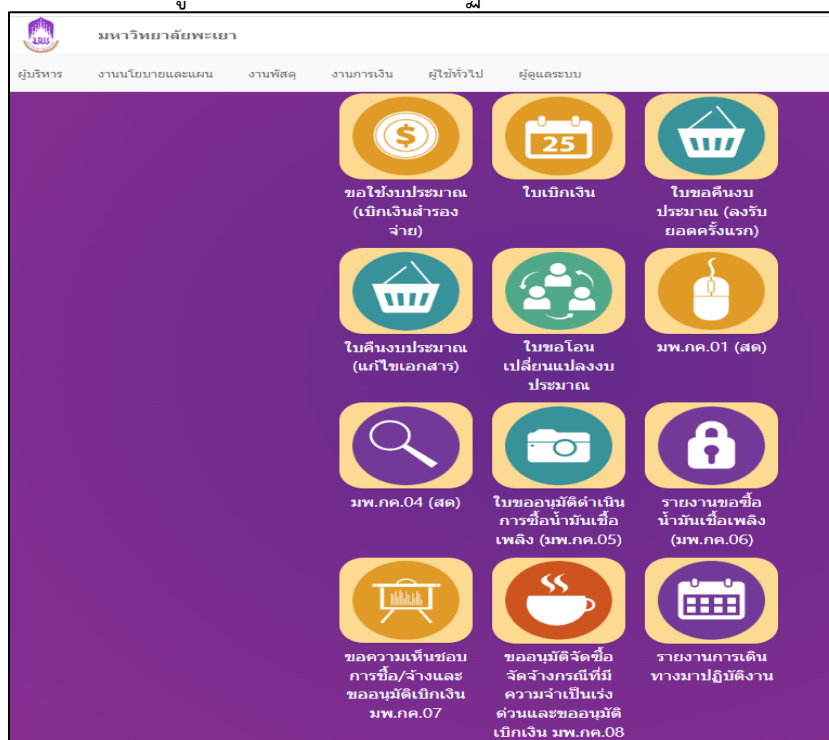 มหาวิทยาลัยพะเยา
ผู้บริหาร งานนโยบายและแผน งานพัสดุ งานการเงิน ผู้ใช้ทั่วไป ผู้ดูแลระบบ
ขอใช้งบประมาณ
(เบิกเงินสำรอง
จ่าย)
25
ใบเบิกเงิน
ใบขอคืนงบ
ประมาณ (ลงรับ
ยอดครั้งแรก)
ใบคืนงบประมาณ
(แก้ไขเอกสาร)
ใบขอโอน
เปลี่ยนแปลงงบ
ประมาณ
มพ.กค.01 (สด)
มพ.กค.04 (สด)
ใบขออนุมัติดำเนิน
การซื้อน้ำมันเชื้อ
เพลิง (มพ.กค.05)
รายงานขอซื้อ
น้ำมันเชื้อเพลิง
(มพ.กค.06)
ขอความเห็นชอบ
การซื้อ/จ้างและ
ขออนุมัติเบิกเงิน
มพ.กค.07
ขออนุมัติจัดซื้อ
จัดจ้างกรณีที่มี
ความจำเป็นเร่ง
ด่วนและขออนุมัติ
เบิกเงิน มพ.กค.08
รายงานการเดิน
ทางมาปฏิบัติงาน